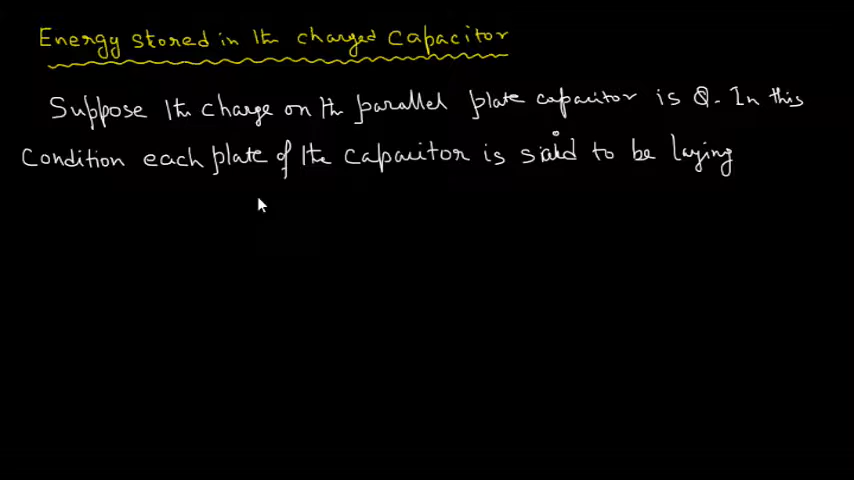 Energy stored in the charged capacitor
Suppose the charge on the parallel plate capacitor is Q. In this
condition each plate of the capacitor is said to be laying